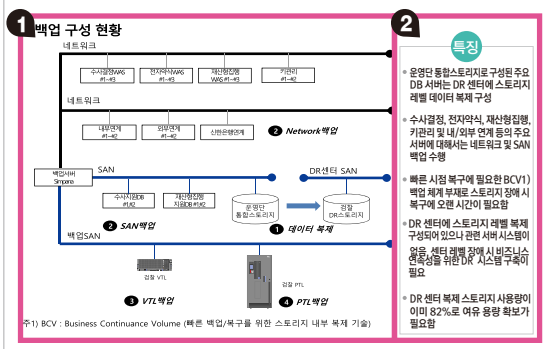 1
2
백업 구성 현황
네트워크
수사결정WAS
#1~#3
전자약식WAS
#1~#3
재산형집행
WAS #1~#2
키관리
#1~#2
네트워크
내부연계
#1~#2
외부연계
#1~#2
신한은행연계
2 Network백업
백업서버
Simpana
SAN
DR센터 SAN
수사지원DB
#1/#2
재산형집행
지원DB #1/#2
운영단
통합스토리지
검찰
DR스토리지
2 SAN백업
1 데이터 복제
백업SAN
검찰 VTL
검찰 PTL
3 VTL백업
4 PTL백업
주1) BCV : Business Continuance Volume (빠른 백업/복구를 위한 스토리지 내부 복제 기술)
특징
• 운영단 통합스토리지로 구성된 주요
DB 서버는 DR 센터에 스토리지
레벨 데이터 복제 구성
• 수사결정, 전자약식, 재산형집행,
키관리 및 내/외부 연계 등의 주요
서버에 대해서는 네트워크 및 SAN
백업 수행
• 빠른 시점 복구에 필요한 BCV1)
백업 체계 부재로 스토리지 장애 시
복구에 오랜 시간이 필요함
• DR 센터에 스토리지 레벨 복제
구성되어 있으나 관련 서버 시스템이
없음. 센터 레벨 장애 시 비즈니스
연속성을 위한 DR 시스템 구축이
필요
• DR 센터 복제 스토리지 사용량이
이미 82%로 여유 용량 확보가
필요함